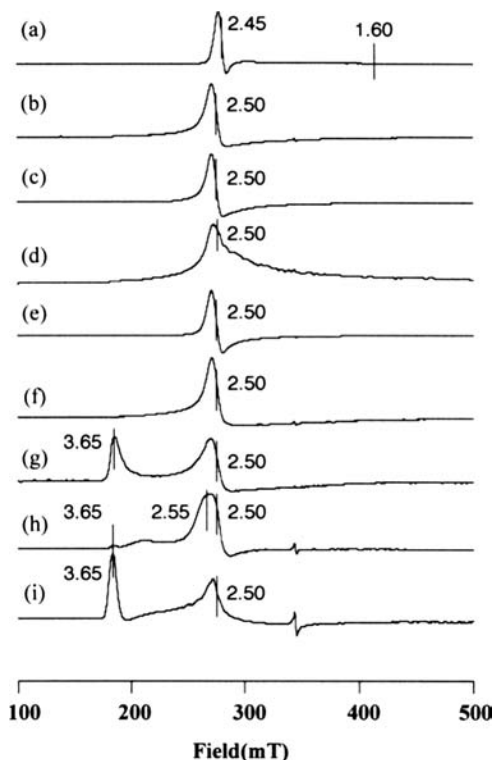 (a) 2.45 1.60
(b) 2.50
(c) 2.50
(d) 2.50
(e) 2.50
(f) 2.50
(g) 3.65 2.50
(h) 3.65 2.55 2.50
(i) 3.65 2.50
100 200 300 400 500
Field(mT)